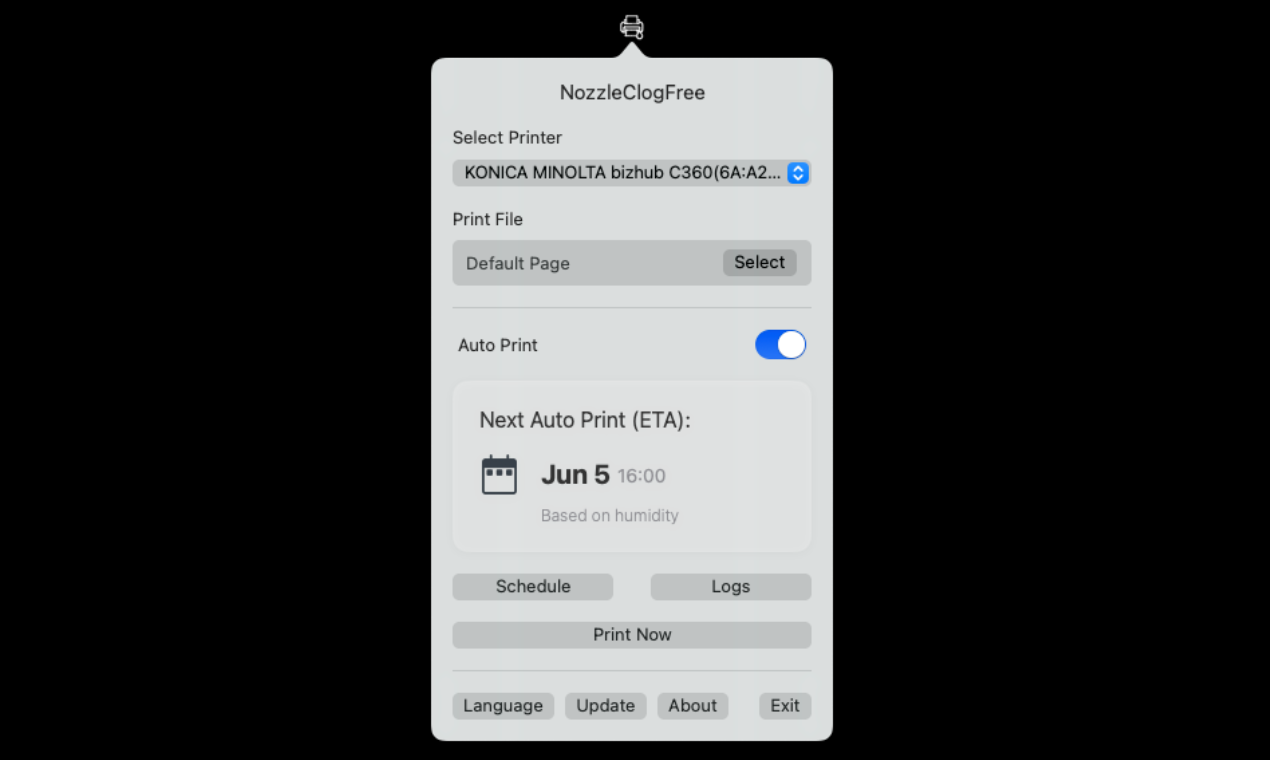 NozzleClogFree
Select Printer
KONICA MINOLTA bizhub C360(6A:A2...
Print File
Default Page Select
Auto Print
Next Auto Print (ETA):
Jun 5 16:00
Based on humidity
Schedule Logs
Print Now
Language Update About Exit